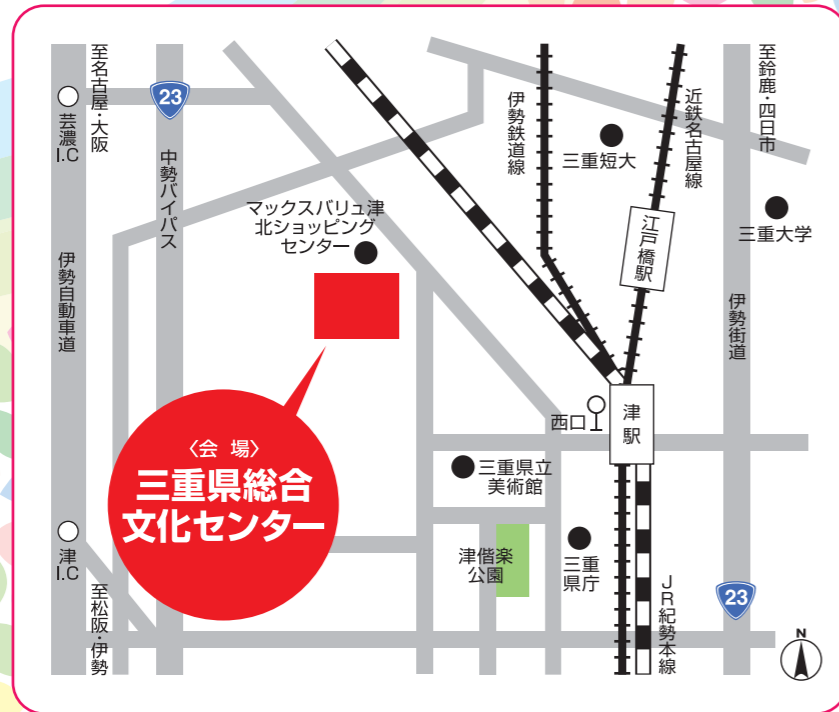 至名古屋・大阪
芸濃
I.C
23
中勢バイパス
伊勢自動車道
マックスバリュ津
北ショッピング
センター
伊勢鉄道線
三重短大
近鉄名古屋線
江戸橋駅
至鈴鹿・四日市
三重大学
伊勢街道
〈会 場〉
三重県総合
文化センター
西口
津駅
三重県立
美術館
津偕楽
公園
三重
県庁
津
I.C
至松阪・伊勢
JR紀勢本線
23
N